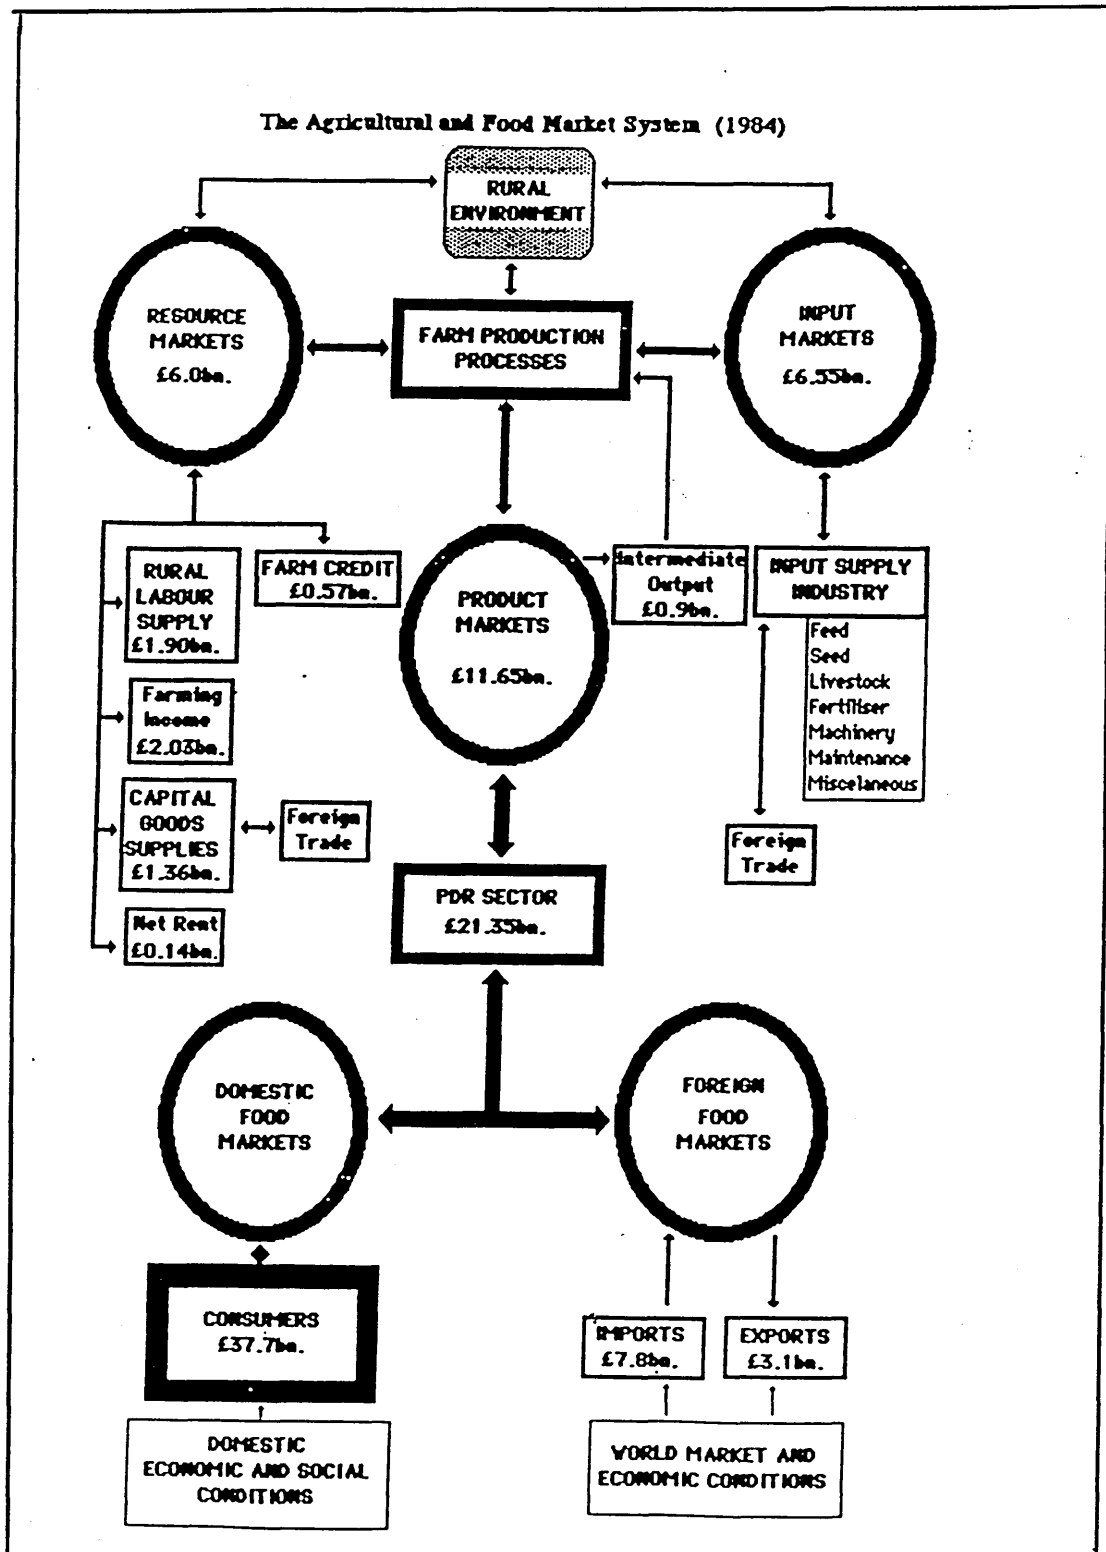 The Agricultural and Food Market System (1984)
RURAL
ENVIRONMENT
RESOURCE
MARKETS
£6.0bn.
FARM PRODUCTION
PROCESSES
INPUT
MARKETS
£6.55bn.
RURAL
LABOUR
SUPPLY
£1.90bn.
FARM CREDIT
£0.57bn.
PRODUCT
MARKETS
£11.65bn.
Intermediate
Output
£0.9bn.
INPUT SUPPLY
INDUSTRY
Feed
Seed
Livestock
Fertiliser
Machinery
Maintenance
Miscelaneous
Farming
Income
£2.03bn.
CAPITAL
GOODS
SUPPLIES
£1.36bn.
Foreign
Trade
Foreign
Trade
Net Rent
£0.14bn.
PDR SECTOR
£21.35bn.
DOMESTIC
FOOD
MARKETS
FOREIGN
FOOD
MARKETS
CONSUMERS
£37.7bn.
IMPORTS
£7.8bn.
EXPORTS
£3.1bn.
DOMESTIC
ECONOMIC AND SOCIAL
CONDITIONS
WORLD MARKET AND
ECONOMIC CONDITIONS